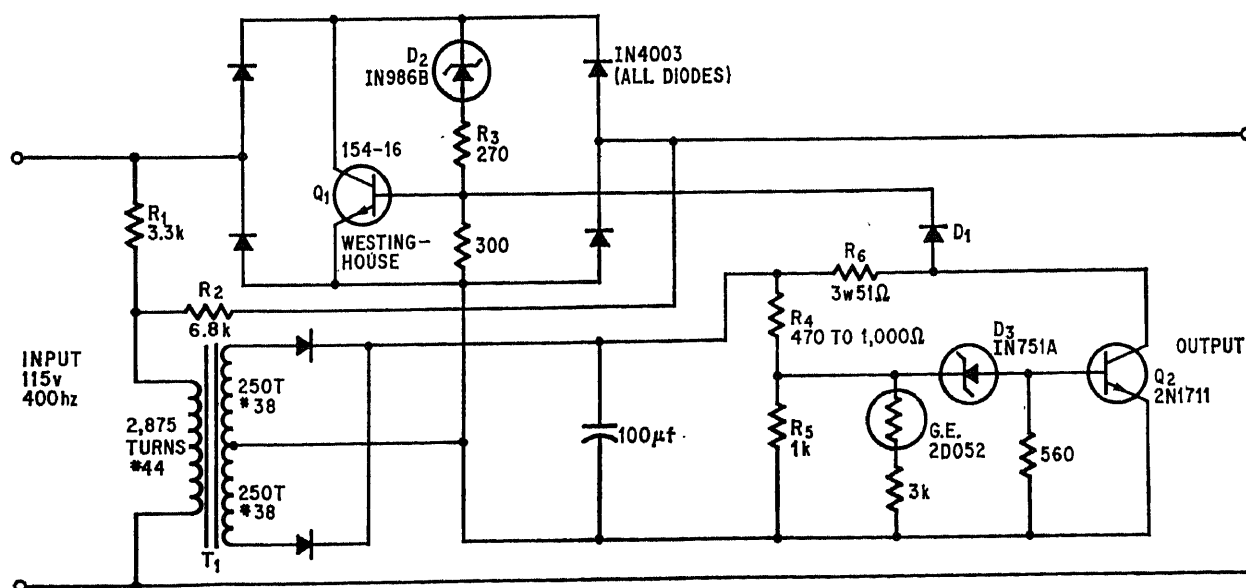 D2
IN986B
IN4003
(ALL DIODES)
R3
270
154-16
Q1
WESTING-
HOUSE
300
R1
3.3k
D1
R6
3w51Ω
R2
6.8k
R4
470 TO 1,000Ω
D3
IN751A
OUTPUT
Q2
2N1711
INPUT
115v
400hz
250T
#38
2,875
TURNS
#44
100μf
R5
1k
G.E.
2D052
560
250T
#38
3k
T1